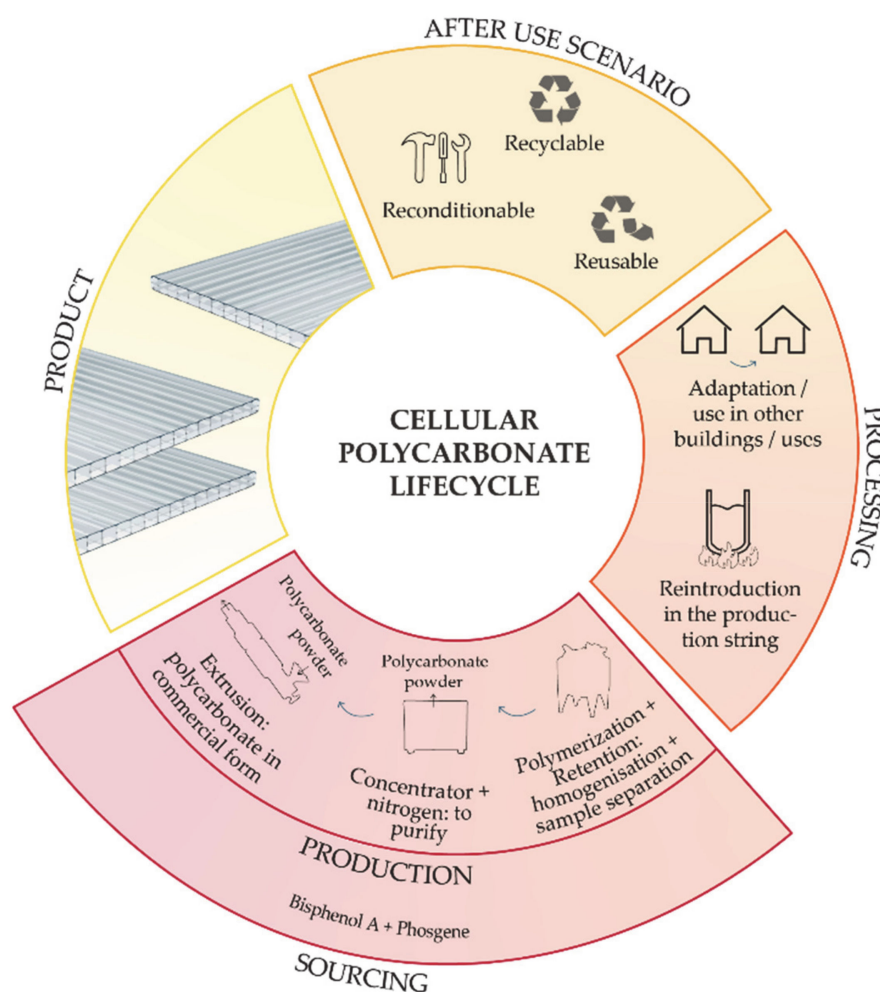 AFTER USE SCENARIO
Recyclable
Reconditionable
Reusable
PRODUCT
CELLULAR
POLYCARBONATE
LIFECYCLE
Adaptation /
use in other
buildings / uses
PROCESSING
Reintroduction
in the produc-
tion string
Polycarbonate
powder
Extrusion:
polycarbonate in
commercial form
Polycarbonate
powder
Concentrator +
nitrogen: to
purify
Polymerization +
Retention:
homogenisation +
sample separation
PRODUCTION
Bisphenol A + Phosgene
SOURCING